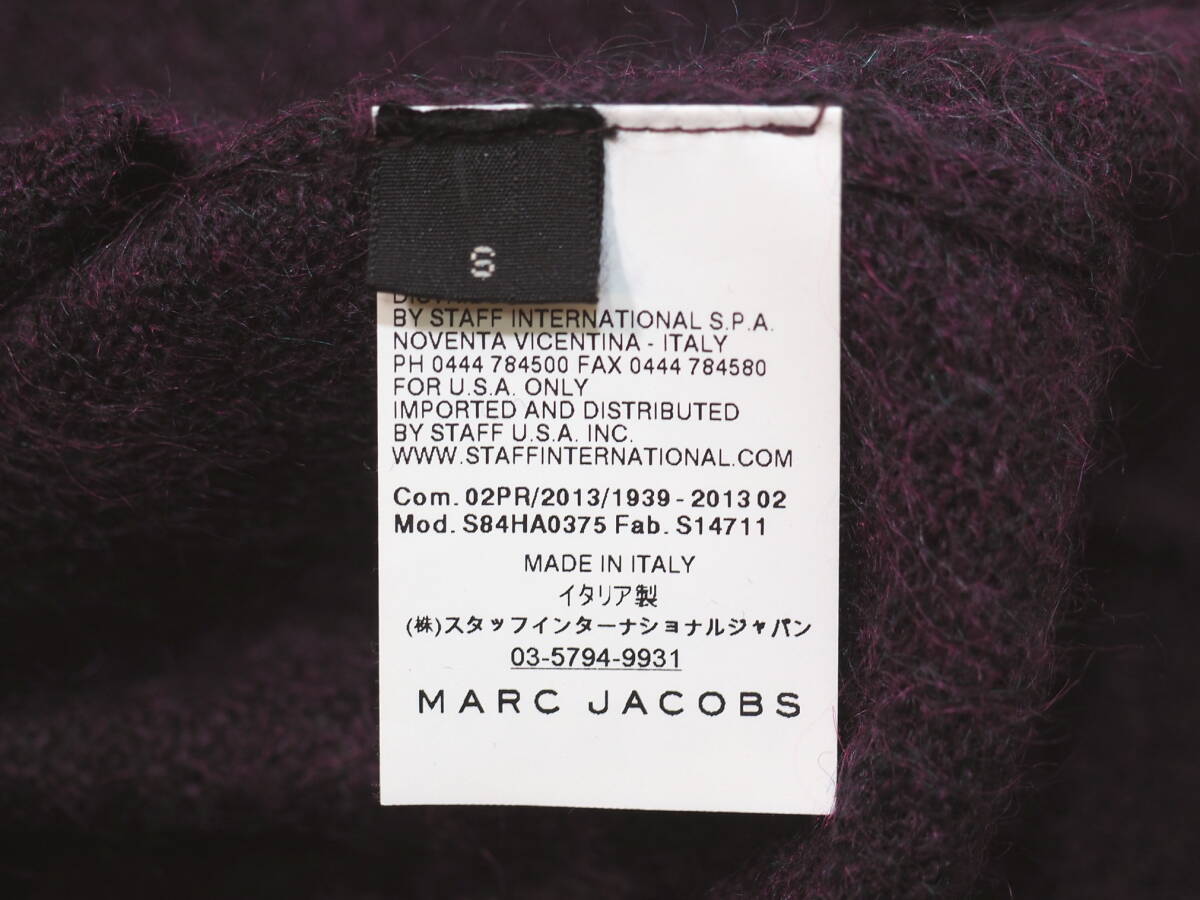 S
BY STAFF INTERNATIONAL S.P.A.
NOVENTA VICENTINA - ITALY
PH 0444 784500 FAX 0444 784580
FOR U.S.A. ONLY
IMPORTED AND DISTRIBUTED
BY STAFF U.S.A. INC.
WWW.STAFFINTERNATIONAL.COM
Com. 02PR/2013/1939 - 2013 02
Mod. S84HA0375 Fab. S14711
MADE IN ITALY
イタリア製
(株)スタッフインターナショナルジャパン
03-5794-9931
MARC JACOBS